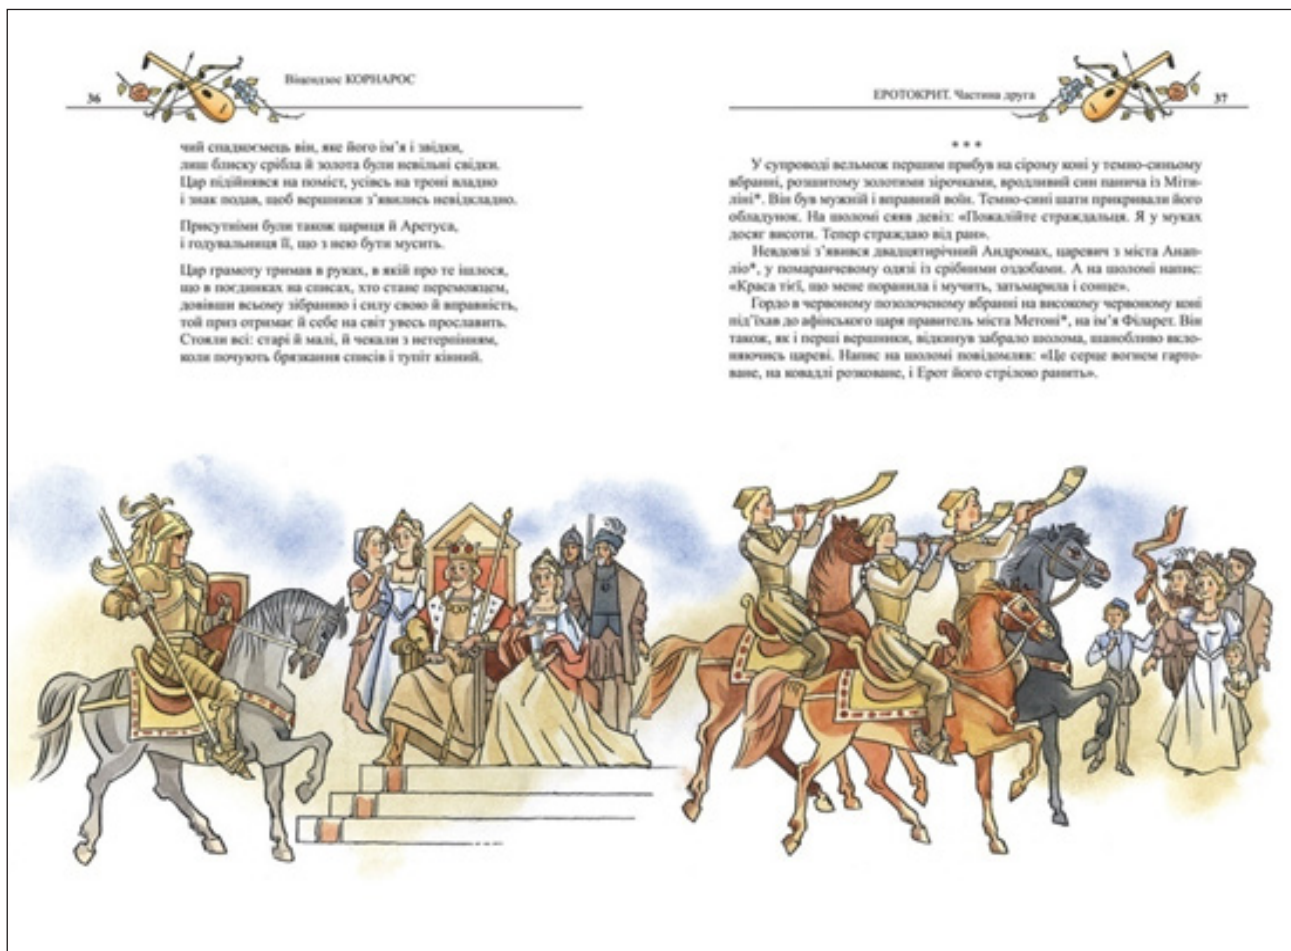 36
Віцендзос КОРНАРОС
чий спадкоємець він, яке його ім’я і звідки,
лиш блиску срібла й золота були невільні свідки.
Цар підійнявся на поміст, усівсь на троні владно
і знак подав, щоб вершники з’явились невідкладно.
Присутніми були також цариця й Аретуса,
і годувальниця її, що з нею бути мусить.
Цар грамоту тримав в руках, в якій про те ішлося,
що в поєдинках на списах, хто стане переможцем,
довівши всьому зібранню і силу свою й вправність,
той приз отримає й себе на світ увесь прославить.
Стояли всі: старі й малі, й чекали з нетерпінням,
коли почують брязкання списів і тупіт кінний.
ЕРОТОКРИТ. Частина друга
37
* * *
У супроводі вельмож першим прибув на сірому коні у темно-синьому
вбранні, розшитому золотими зірочками, вродливий син панича із Міти-
ліні*. Він був мужній і вправний воїн. Темно-сині шати прикривали його
обладунок. На шоломі сяяв девіз: «Пожалійте страждальця. Я у муках
досяг висоти. Тепер страждаю від ран».
Невдовзі з’явився двадцятирічний Андромах, царевич з міста Анап-
ліо*, у помаранчевому одязі із срібними оздобами. А на шоломі напис:
«Краса тієї, що мене поранила і мучить, затьмарила і сонце».
Гордо в червоному позолоченому вбранні на високому червоному коні
під’їхав до афінського царя правитель міста Метоні*, на ім’я Філарет. Він
також, як і перші вершники, відкинув забрало шолома, шанобливо вкло-
няючись цареві. Напис на шоломі повідомляв: «Це серце вогнем гарто-
ване, на ковадлі розковане, і Ерот його стрілою ранить».